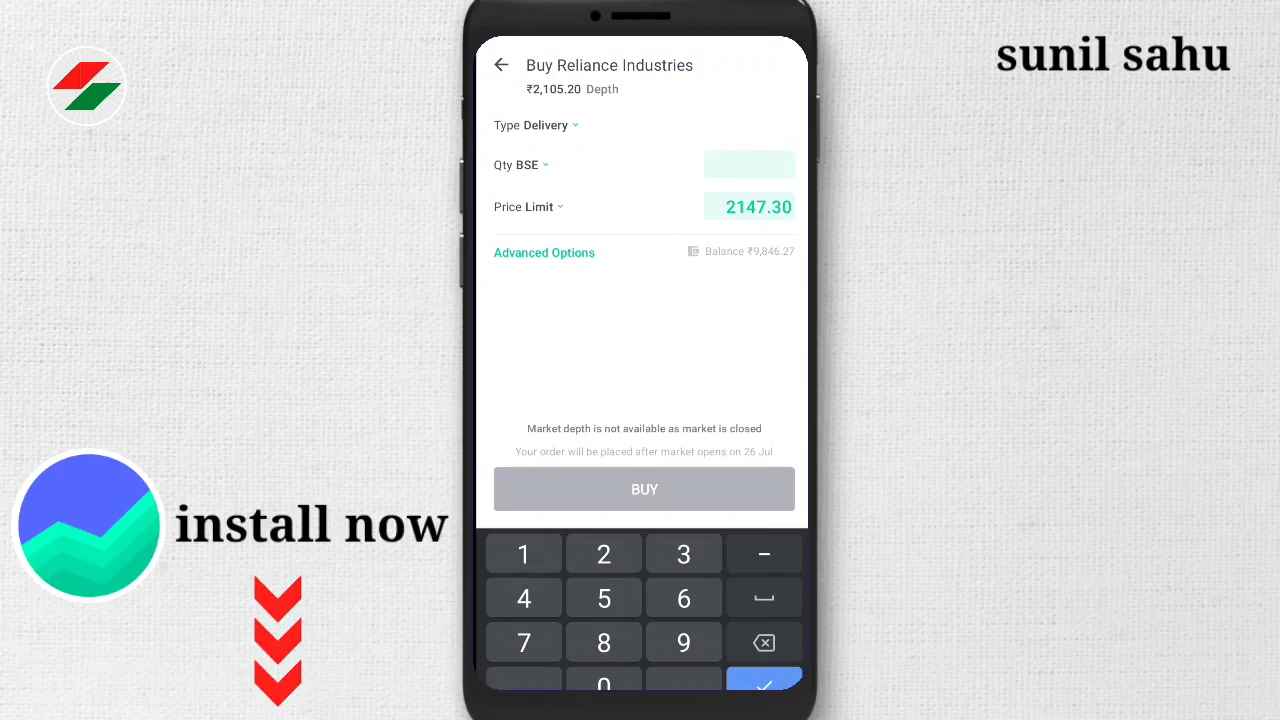 sunil sahu
Buy Reliance Industries
₹2,105.20 Depth
Type Delivery
Qty BSE
Price Limit 2147.30
Advanced Options Balance ₹9,846.27
Market depth is not available as market is closed
Your order will be placed after market opens on 26 Jul
BUY
install now
1 2 3 –
4 5 6
7 8 9
0